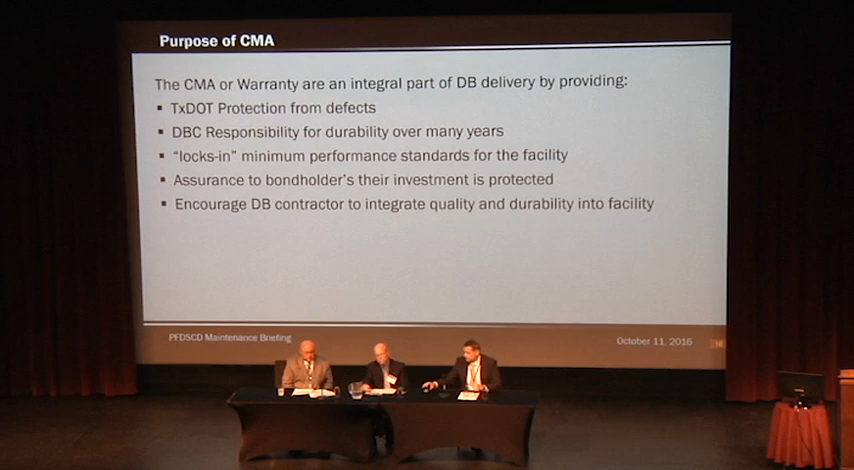 Purpose of CMA
The CMA or Warranty are an integral part of DB delivery by providing:
▪ TxDOT Protection from defects
▪ DBC Responsibility for durability over many years
▪ “locks-in” minimum performance standards for the facility
▪ Assurance to bondholder’s their investment is protected
▪ Encourage DB contractor to integrate quality and durability into facility
PFDSCD Maintenance Briefing
October 11, 2016